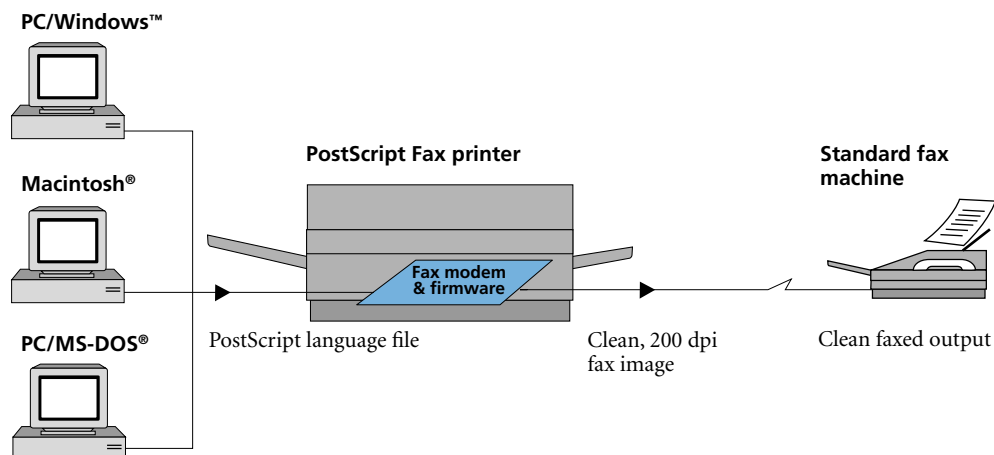 PC/Windows™
Macintosh®
PC/MS-DOS®
PostScript Fax printer
Fax modem
& firmware
PostScript language file
Clean, 200 dpi
fax image
Standard fax
machine
Clean faxed output